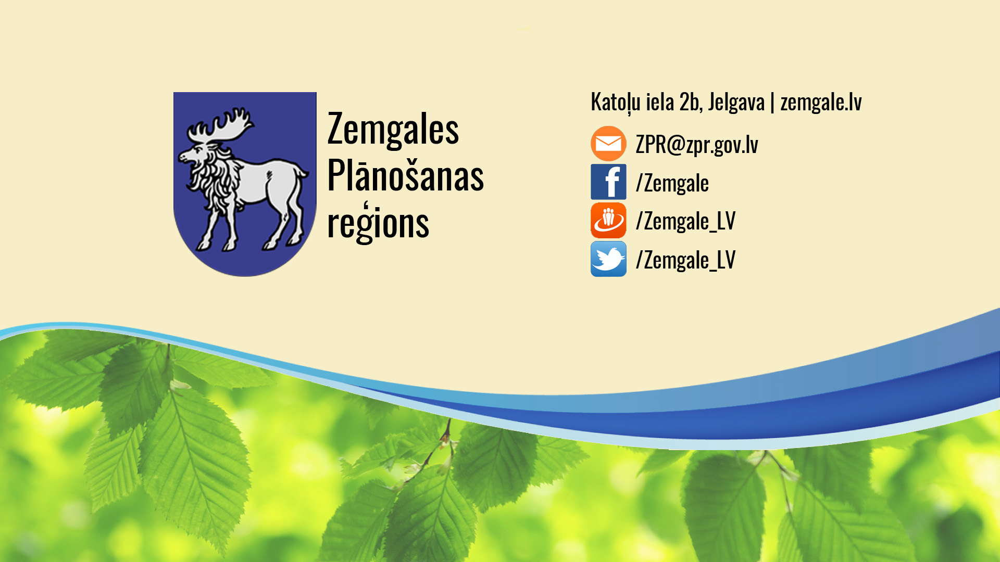 Zemgales
Plānošanas
reģions
Katoļu iela 2b, Jelgava | zemgale.lv
ZPR@zpr.gov.lv
/Zemgale
/Zemgale_LV
/Zemgale_LV